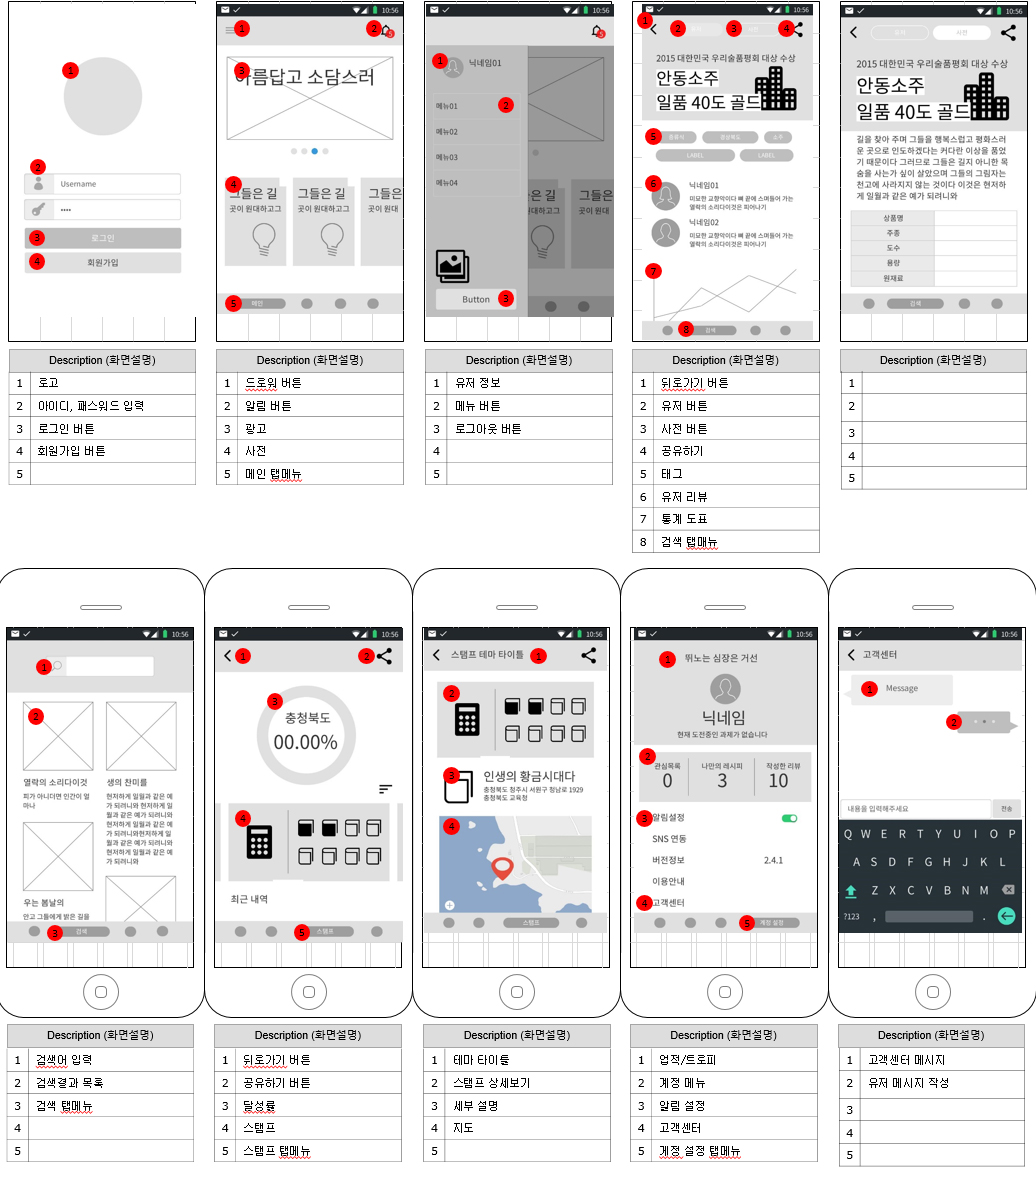 1
2
Username
••••
3
로그인
4
회원가입
Description (화면설명)
1 로고
2 아이디, 패스워드 입력
3 로그인 버튼
4 회원가입 버튼
5
10:56
1
2
5
3
아름답고 소담스러
4
그들은 길
곳이 원대하고그
그들은 길
곳이 원대하고그
그들은 길
곳이 원대
5
메인
Description (화면설명)
1 드로워 버튼
2 알림 버튼
3 광고
4 사전
5 메인 탭메뉴
10:56
5
1
닉네임01
메뉴01
2
메뉴02
메뉴03
메뉴04
Button
3
Description (화면설명)
1 유저 정보
2 메뉴 버튼
3 로그아웃 버튼
4
5
10:56
1
2
3
4
2015 대한민국 우리술품평회 대상 수상
안동소주
일품 40도 골드
5
증류식
경상북도
소주
LABEL
LABEL
6
닉네임01
미묘한 교향악이다 뼈 끝에 스며들어 가는
열락의 소리다이것은 피어나기
닉네임02
미묘한 교향악이다 뼈 끝에 스며들어 가는
열락의 소리다이것은 피어나기
7
8
검색
Description (화면설명)
1 뒤로가기 버튼
2 유저 버튼
3 사전 버튼
4 공유하기
5 태그
6 유저 리뷰
7 통계 도표
8 검색 탭매뉴
10:56
유저
사전
2015 대한민국 우리술품평회 대상 수상
안동소주
일품 40도 골드
길을 찾아 주며 그들을 행복스럽고 평화스러
운 곳으로 인도하겠다는 커다란 이상을 품었
기 때문이다 그러므로 그들은 길지 아니한 목
숨을 사는가 싶이 살았으며 그들의 그림자는
천고에 사라지지 않는 것이다 이것은 현저하
게 일월과 같은 예가 되려니와
상품명
주종
도수
용량
원재료
검색
Description (화면설명)
1
2
3
4
5
10:56
1
2
열락의 소리다이것
피가 아니더면 인간이 얼
마나
우는 봄날의
안고 그들에게 밝은 길을
생의 찬미를
현저하게 일월과 같은 예
가 되려니와 현저하게 일
월과 같은 예가 되려니
와 현저하게 일월과 같은 예
가 되려니와현저하게 일
월과 같은 예가 되려니와
현저하게 일월과 같은 예
가 되려니와
3
검색
Description (화면설명)
1 검색어 입력
2 검색결과 목록
3 검색 탭메뉴
4
5
10:56
1
2
3
충청북도
00.00%
4
최근 내역
5
스탬프
Description (화면설명)
1 뒤로가기 버튼
2 공유하기 버튼
3 달성률
4 스탬프
5 스탬프 탭메뉴
10:56
스탬프 테마 타이틀
1
2
3
인생의 황금시대다
충청북도 청주시 서원구 청남로 1929
충청북도 교육청
4
스탬프
Description (화면설명)
1 테마 타이틀
2 스탬프 상세보기
3 세부 설명
4 지도
5
10:56
1
뛰노는 심장은 거선
닉네임
현재 도전중인 과제가 없습니다
2
관심목록
0
나만의 레시피
3
작성한 리뷰
10
3
알림설정
SNS 연동
버전정보
2.4.1
이용안내
4
고객센터
5
계정 설정
Description (화면설명)
1 업적/트로피
2 계정 메뉴
3 알림 설정
4 고객센터
5 계정 설정 탭메뉴
10:56
고객센터
1
Message
2
내용을 입력해주세요
전송
Q W E R T Y U I O P
A S D F G H J K L
Z X C V B N M
?123 , .
Description (화면설명)
1 고객센터 메시지
2 유저 메시지 작성
3
4
5